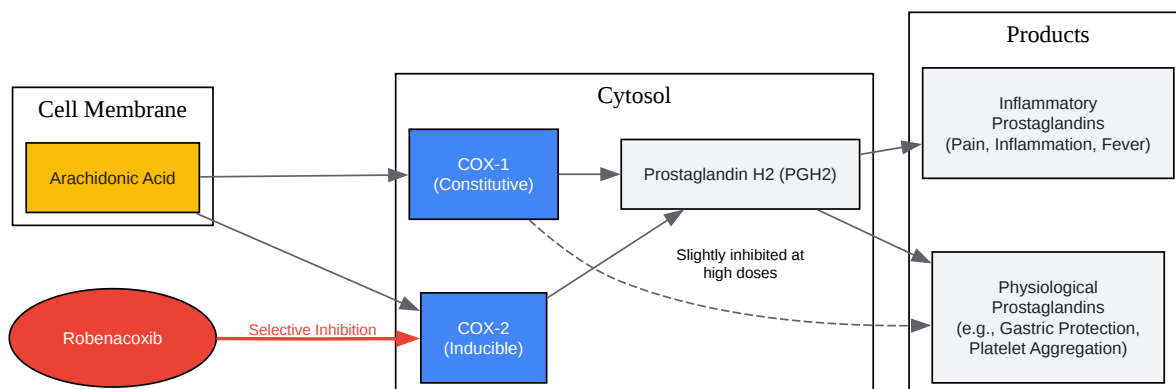 Products
Cytosol
Cell Membrane
Inflammatory
Prostaglandins
(Pain, Inflammation, Fever)
COX-1
(Constitutive)
Prostaglandin H2 (PGH2)
Arachidonic Acid
Slightly inhibited at
high doses
Physiological
Prostaglandins
(e.g., Gastric Protection,
Platelet Aggregation)
Robenacoxib
Selective Inhibition
COX-2
(Inducible)